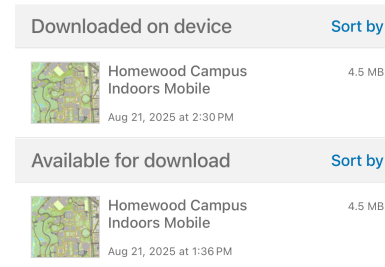 Downloaded on device Sort by
Homewood Campus 4.5 MB
Indoors Mobile
Aug 21, 2025 at 2:30 PM
Available for download Sort by
Homewood Campus 4.5 MB
Indoors Mobile
Aug 21, 2025 at 1:36 PM